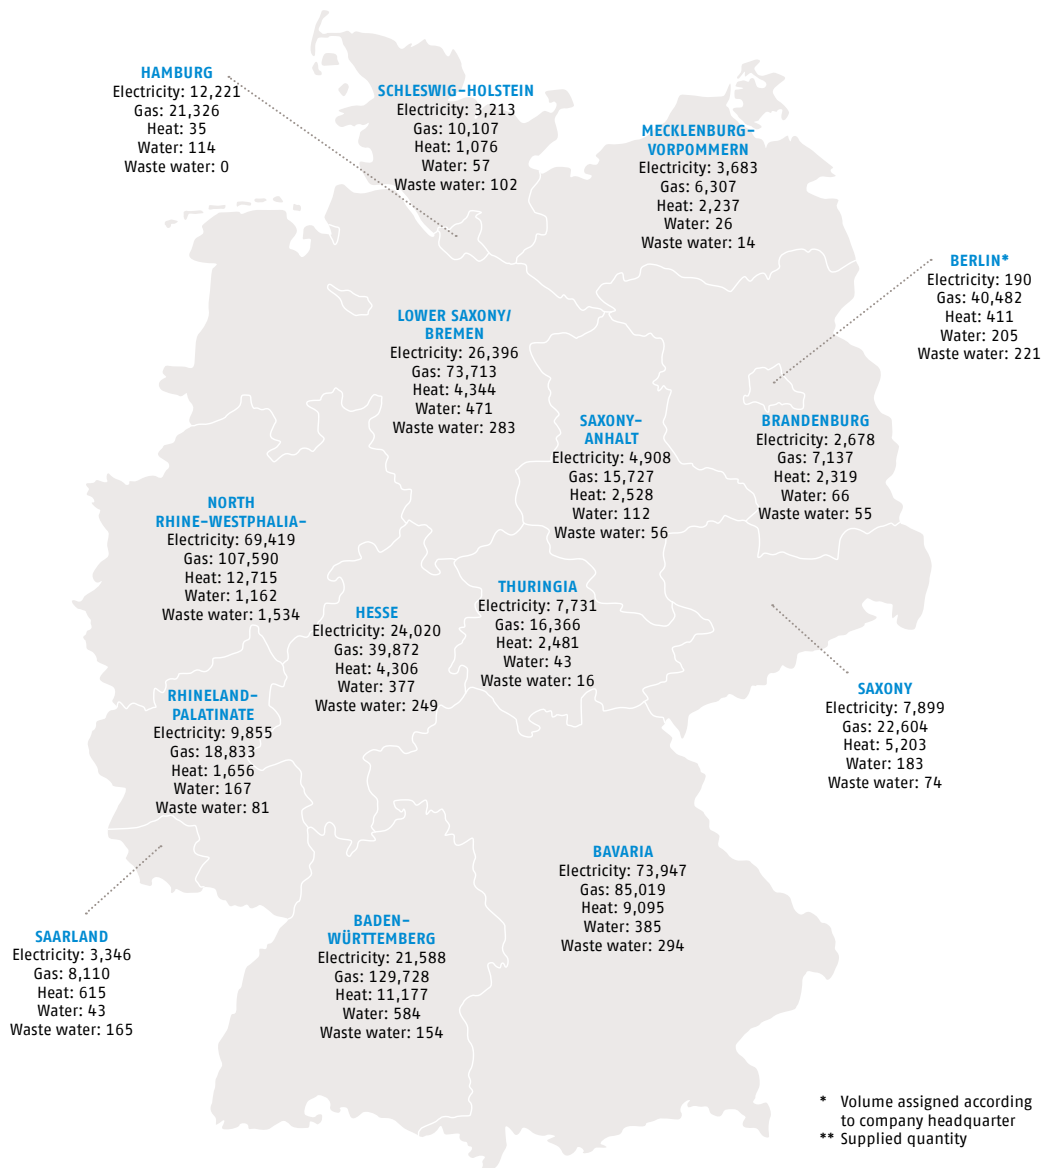 HAMBURG
Electricity: 12,221
Gas: 21,326
Heat: 35
Water: 114
Waste water: 0
SCHLESWIG–HOLSTEIN
Electricity: 3,213
Gas: 10,107
Heat: 1,076
Water: 57
Waste water: 102
MECKLENBURG–
VORPOMMERN
Electricity: 3,683
Gas: 6,307
Heat: 2,237
Water: 26
Waste water: 14
BERLIN*
Electricity: 190
Gas: 40,482
Heat: 411
Water: 205
Waste water: 221
LOWER SAXONY/
BREMEN
Electricity: 26,396
Gas: 73,713
Heat: 4,344
Water: 471
Waste water: 283
SAXONY–
ANHALT
Electricity: 4,908
Gas: 15,727
Heat: 2,528
Water: 112
Waste water: 56
BRANDENBURG
Electricity: 2,678
Gas: 7,137
Heat: 2,319
Water: 66
Waste water: 55
NORTH
RHINE–WESTPHALIA–
Electricity: 69,419
Gas: 107,590
Heat: 12,715
Water: 1,162
Waste water: 1,534
HESSE
Electricity: 24,020
Gas: 39,872
Heat: 4,306
Water: 377
Waste water: 249
THURINGIA
Electricity: 7,731
Gas: 16,366
Heat: 2,481
Water: 43
Waste water: 16
RHINELAND–
PALATINATE
Electricity: 9,855
Gas: 18,833
Heat: 1,656
Water: 167
Waste water: 81
SAXONY
Electricity: 7,899
Gas: 22,604
Heat: 5,203
Water: 183
Waste water: 74
BAVARIA
Electricity: 73,947
Gas: 85,019
Heat: 9,095
Water: 385
Waste water: 294
SAARLAND
Electricity: 3,346
Gas: 8,110
Heat: 615
Water: 43
Waste water: 165
BADEN–
WÜRTTEMBERG
Electricity: 21,588
Gas: 129,728
Heat: 11,177
Water: 584
Waste water: 154
* Volume assigned according
to company headquarter
** Supplied quantity